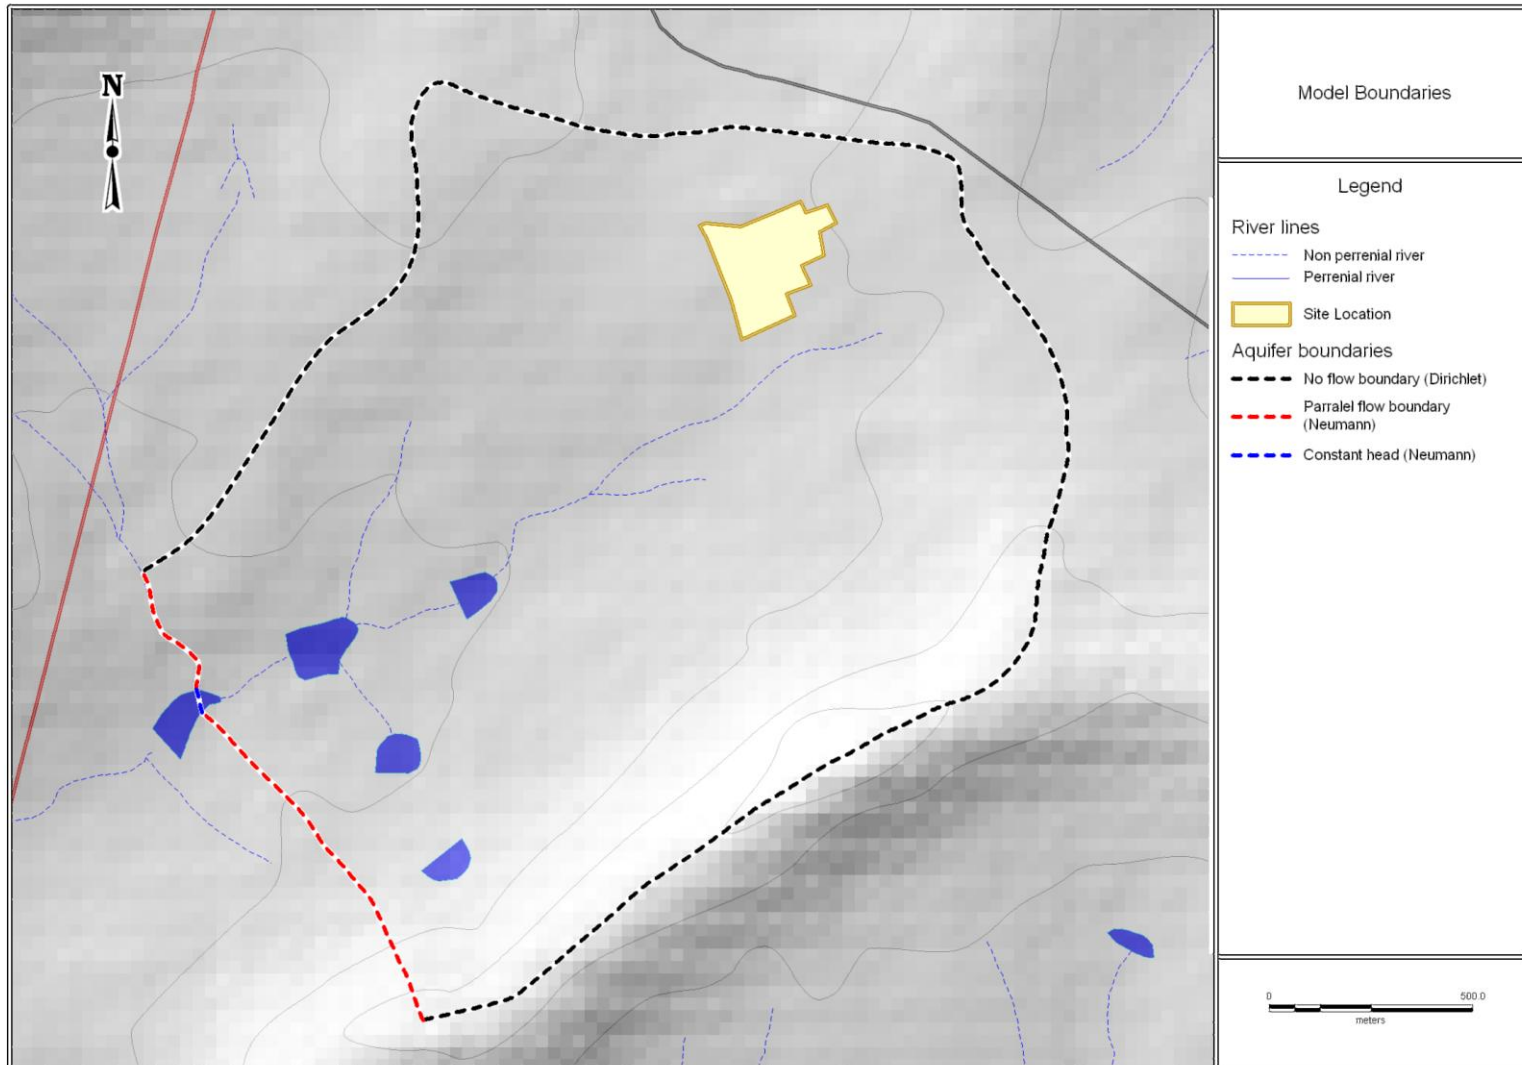 N
Model Boundaries
Legend
River lines
Non perrenial river
Perrenial river
Site Location
Aquifer boundaries
No flow boundary (Dirichlet)
Parralel flow boundary
(Neumann)
Constant head (Neumann)
0 500.0
meters